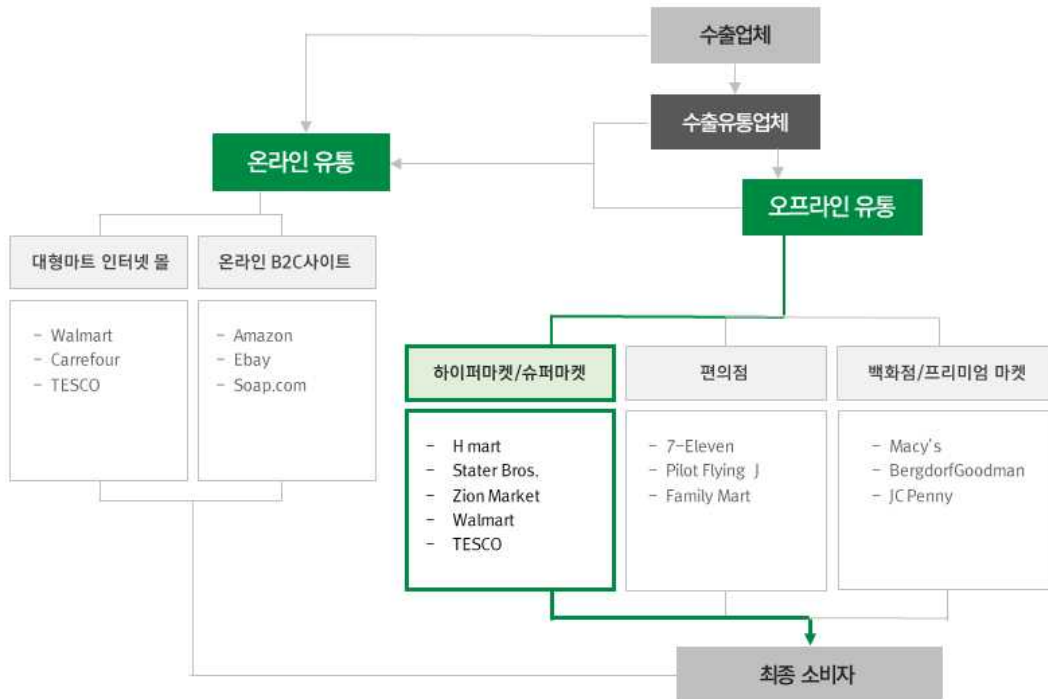 수출업체
수출유통업체
온라인 유통
오프라인 유통
대형마트 인터넷 몰
온라인 B2C사이트
- Walmart
- Carrefour
- TESCO
- Amazon
- Ebay
- Soap.com
하이퍼마켓/슈퍼마켓
편의점
백화점/프리미엄 마켓
- H mart
- Stater Bros.
- Zion Market
- Walmart
- TESCO
- 7-Eleven
- Pilot Flying J
- Family Mart
- Macy's
- BergdorfGoodman
- JC Penny
최종 소비자